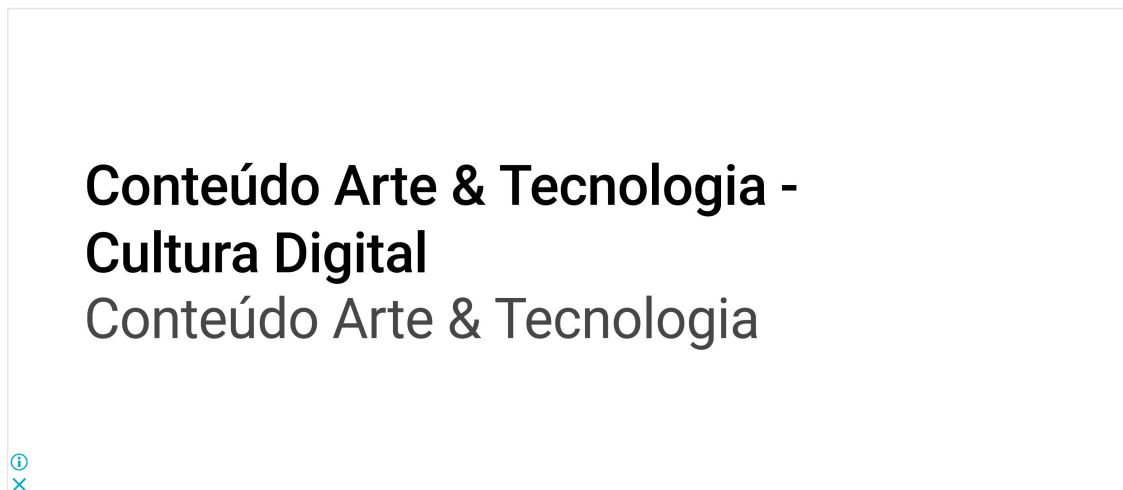 Conteúdo Arte & Tecnologia -
Cultura Digital
Conteúdo Arte & Tecnologia